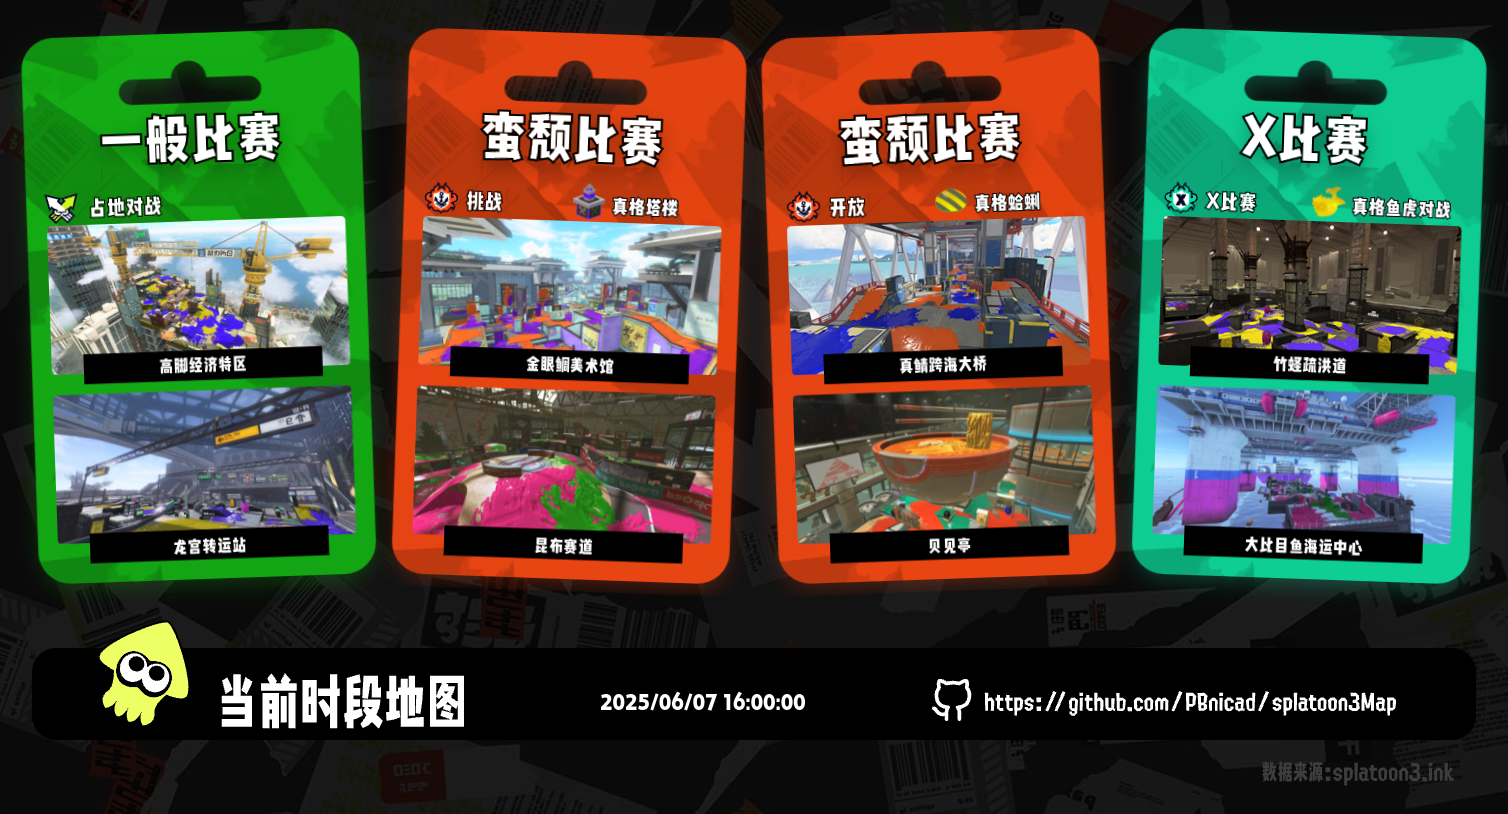 一般比赛
占地对战
高脚经济特区
龙宫转运站
蛮颓比赛
挑战
真格塔楼
金眼鲷美术馆
昆布赛道
蛮颓比赛
开放
真格蛤蜊
真鲭跨海大桥
贝见亭
X比赛
X比赛
真格鱼虎对战
竹蛏疏洪道
大比目鱼海运中心
当前时段地图
2025/06/07 16:00:00
https://github.com/PBnicad/splatoon3Map
数据来源:splatoon3.ink